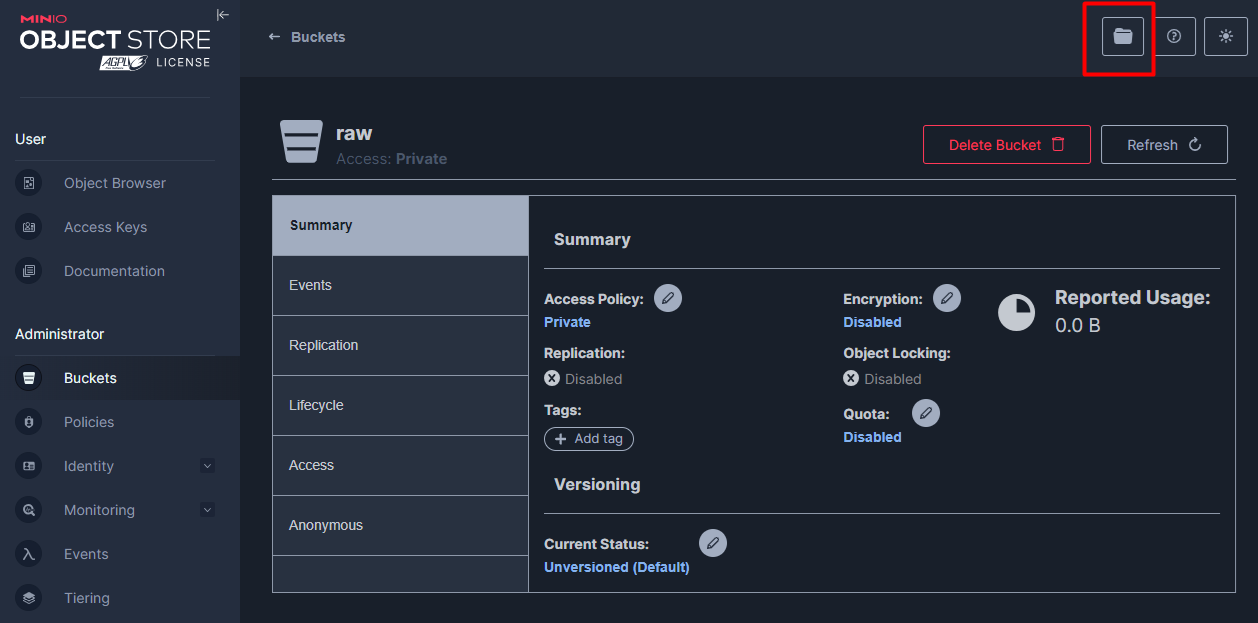 MINIO
OBJECT STORE
AGPLv3 LICENSE
Buckets
User
Object Browser
Access Keys
Documentation
Administrator
Buckets
Policies
Identity
Monitoring
Events
Tiering
raw
Access: Private
Delete Bucket
Refresh
Summary
Events
Replication
Lifecycle
Access
Anonymous
Summary
Access Policy:
Private
Encryption:
Disabled
Reported Usage:
0.0 B
Replication:
Disabled
Object Locking:
Disabled
Tags:
+ Add tag
Quota:
Disabled
Versioning
Current Status:
Unversioned (Default)